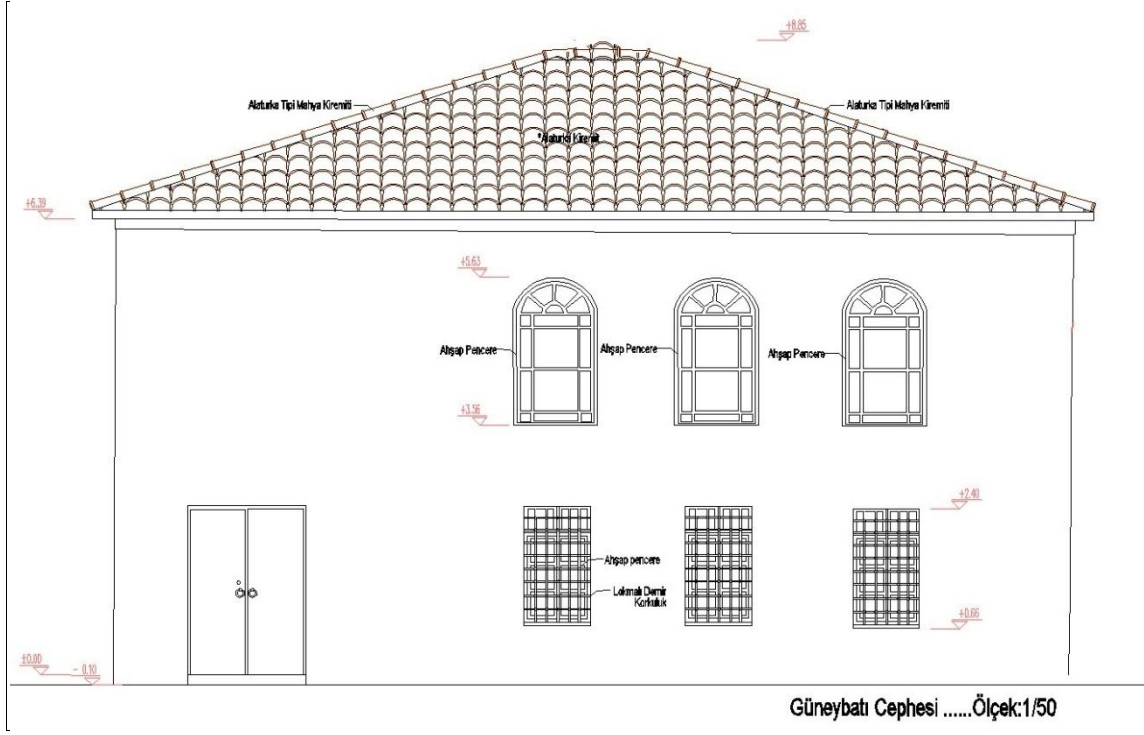 +8.85
Alaturka Tipi Mahya Kiremiti
Alaturka Tipi Mahya Kiremiti
*Alaturka Kiremit
+6.39
+5.63
Ahşap Pencere
Ahşap Pencere
Ahşap Pencere
+3.56
+2.40
Ahşap pencere
Lokmalı Demir
Korkuluk
+0.66
±0.00
- 0.10
Güneybatı Cephesi ......Ölçek:1/50